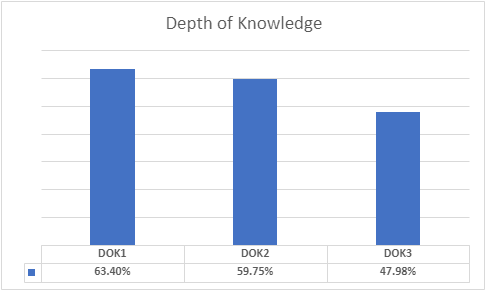 Depth of Knowledge
DOK1 DOK2 DOK3
63.40% 59.75% 47.98%